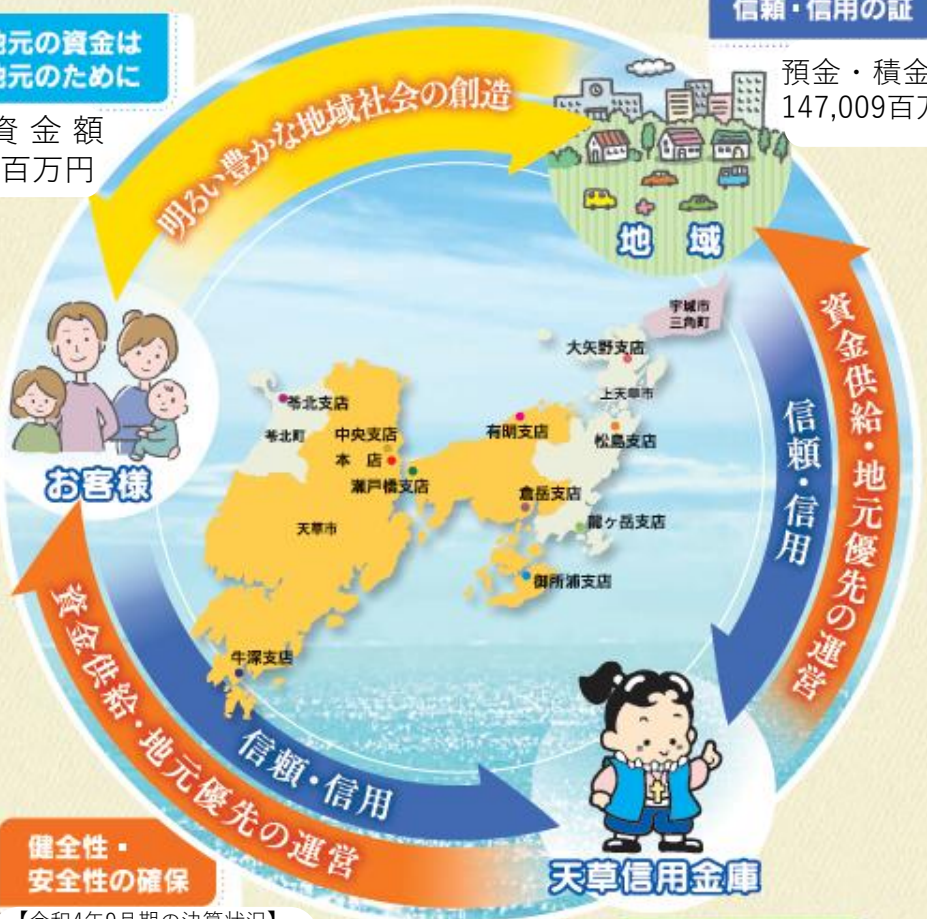 元の資金は
元のために
資金額
百万円
信頼・信用の証
預金・積金
147,009百万
明るい豊かな地域社会の創造
地域
お客様
資金供給・地元優先の運営
信頼・信用
宇城市
三角町
大矢野支店
上天草市
苓北支店
苓北町
中央支店
本店
瀬戸橋支店
有明支店
松島支店
倉岳支店
龍ヶ岳支店
天草市
御所浦支店
牛深支店
信頼・信用
資金供給・地元優先の運営
天草信用金庫
健全性・
安全性の確保
【令和4年9月期の決算状況】